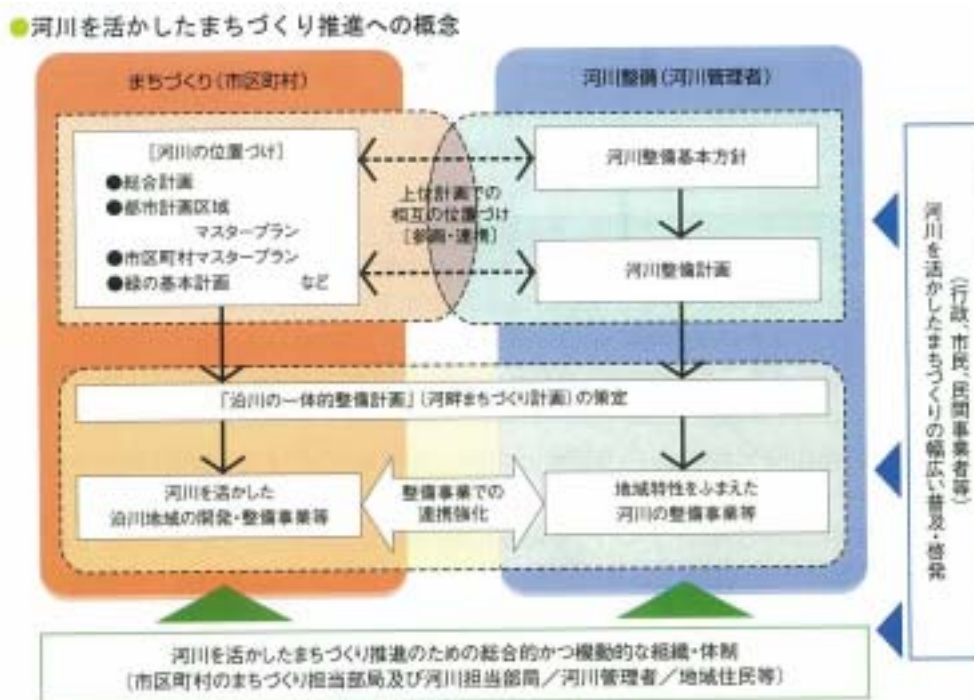 ●河川を活かしたまちづくり推進への概念
まちづくり(市区町村)
河川整備(河川管理者)
[河川の位置づけ]
●総合計画
●都市計画区域
マスタープラン
●市区町村マスタープラン
●緑の基本計画 など
上位計画での
相互の位置づけ
[参画・連携]
河川整備基本方針
河川整備計画
「沿川の一体的整備計画」(河畔まちづくり計画)の策定
河川を活かした
沿川地域の開発・整備事業等
整備事業での
連携強化
地域特性をふまえた
河川の整備事業等
河川を活かしたまちづくりの幅広い普及・啓発
(行政、市民、民間事業者等)
河川を活かしたまちづくり推進のための総合的かつ機動的な組織・体制
(市区町村のまちづくり担当部局及び河川担当部局/河川管理者/地域住民等)